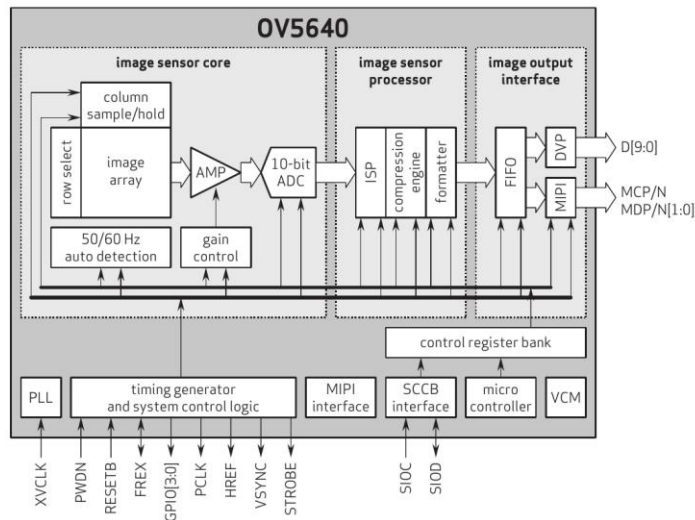 OV5640
image sensor core
image sensor
processor
image output
interface
column
sample/hold
row select
image
array
AMP
10-bit
ADC
ISP
compression
engine
formatter
FIFO
DVP
MIPI
D[9:0]
MCP/N
MDP/N[1:0]
50/60 Hz
auto detection
gain
control
control register bank
PLL
timing generator
and system control logic
MIPI
interface
SCCB
interface
micro
controller
VCM
XVCLK
PWDN
RESETB
FREX
GPIO[3:0]
PCLK
HREF
VSYNC
STROBE
SIOC
SIOD